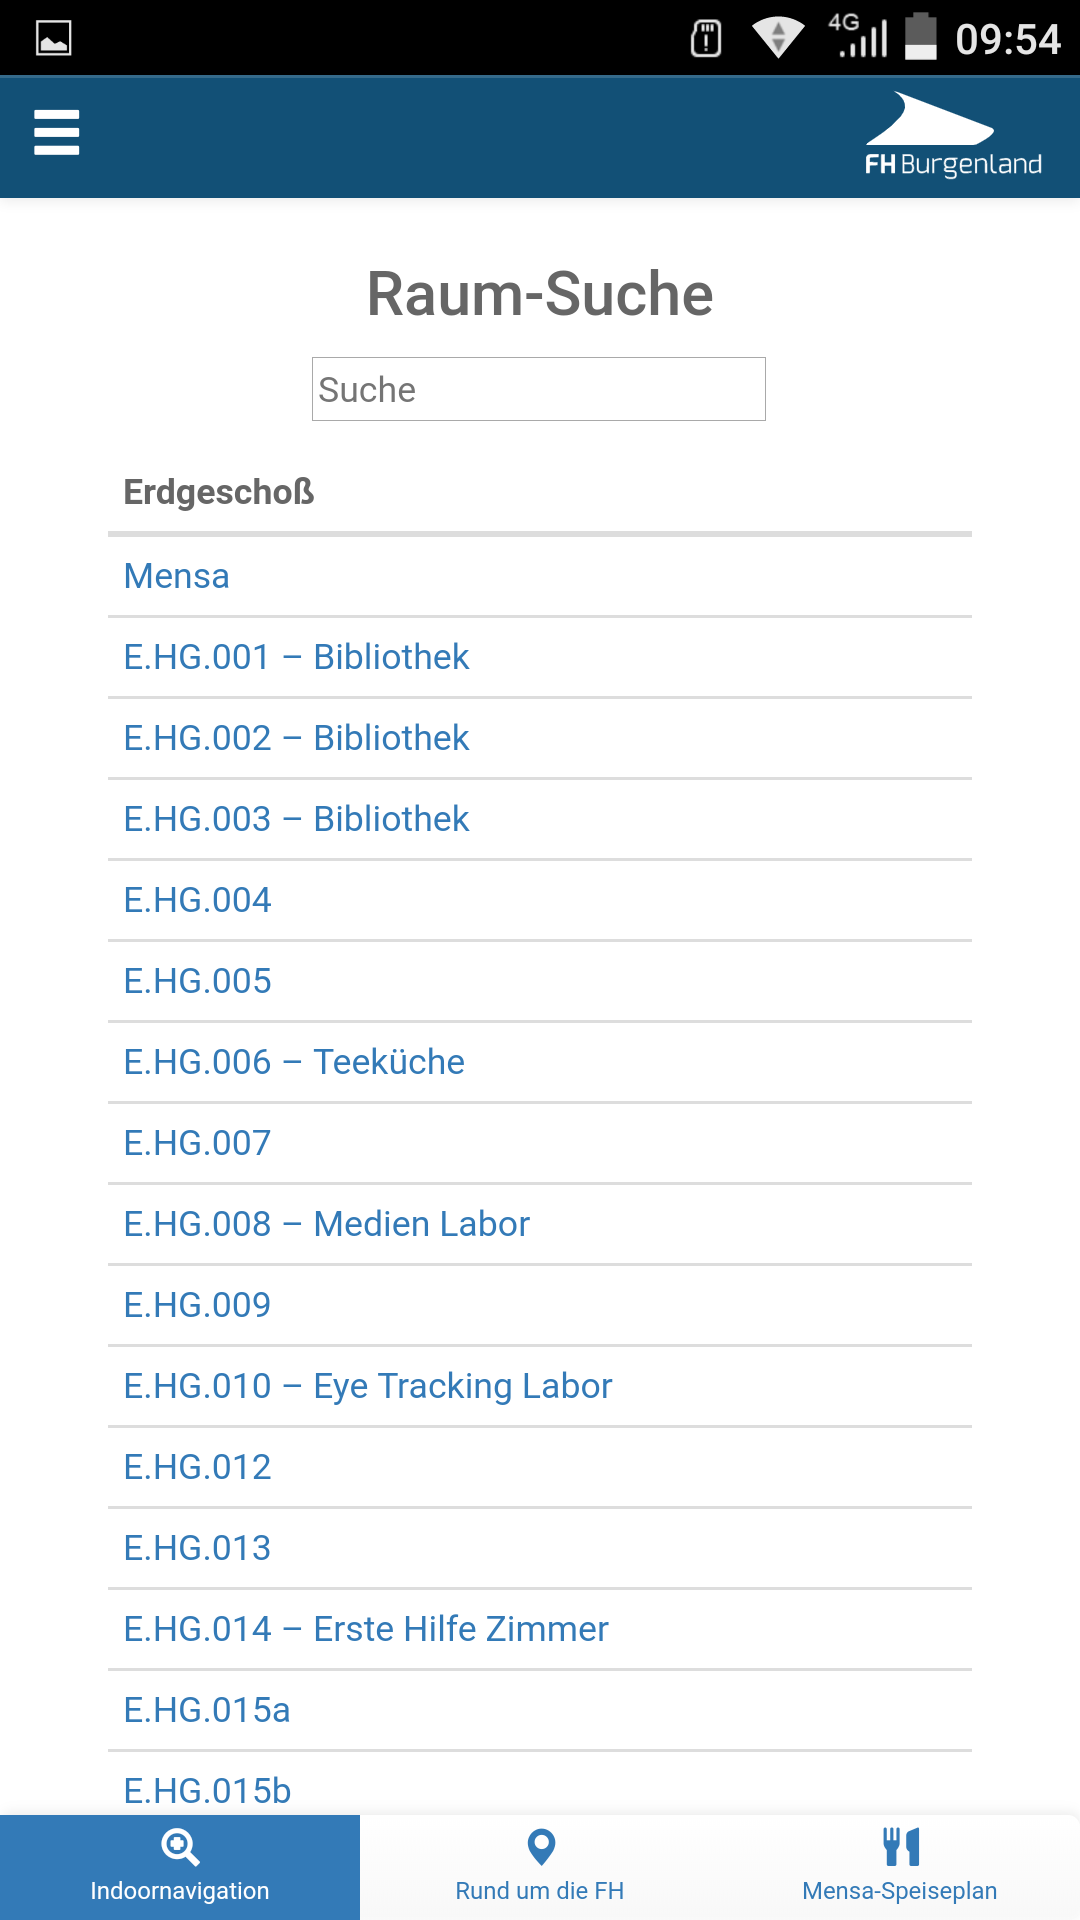 4G 09:54
FH Burgenland
Raum-Suche
Suche
Erdgeschoß
Mensa
E.HG.001 – Bibliothek
E.HG.002 – Bibliothek
E.HG.003 – Bibliothek
E.HG.004
E.HG.005
E.HG.006 – Teeküche
E.HG.007
E.HG.008 – Medien Labor
E.HG.009
E.HG.010 – Eye Tracking Labor
E.HG.012
E.HG.013
E.HG.014 – Erste Hilfe Zimmer
E.HG.015a
E.HG.015b
Indoornavigation Rund um die FH Mensa-Speiseplan